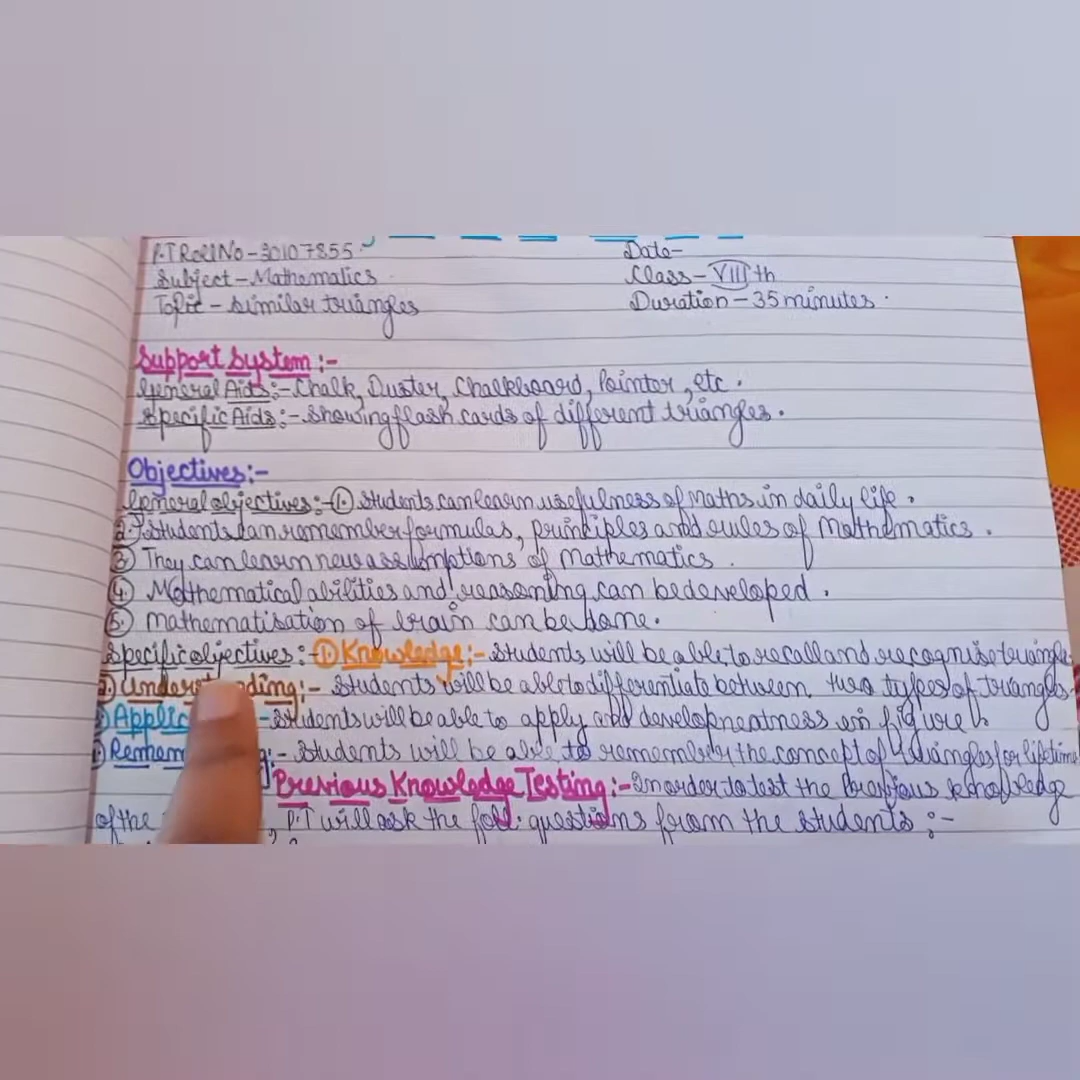 P.T Roll No - 30107855
Date -
Subject - Mathematics
Class - VIII th
Topic - Similar triangles
Duration - 35 minutes.
Support System :-
General Aids :- Chalk, Duster, Chalkboard, Pointer, etc.
Specific Aids :- Showing flash cards of different triangles.
Objectives :-
General objectives :- ① Students can learn usefulness of Maths in daily life.
② Students can remember formulas, principles and rules of Mathematics.
③ They can learn new assumptions of Mathematics.
④ Mathematical abilities and reasoning can be developed.
⑤ mathematisation of brain can be done.
Specific objectives :- ① Knowledge :- Students will be able to recall and recognise triangle
Students will be able to differentiate between two types of triangles.
:- Students will be able to apply and develop neatness in figure
:- Students will be able to remember the concept of triangles for lifetime
Previous Knowledge Testing :- In order to test the previous knowledge
of the , P.T will ask the foll. questions from the students :-